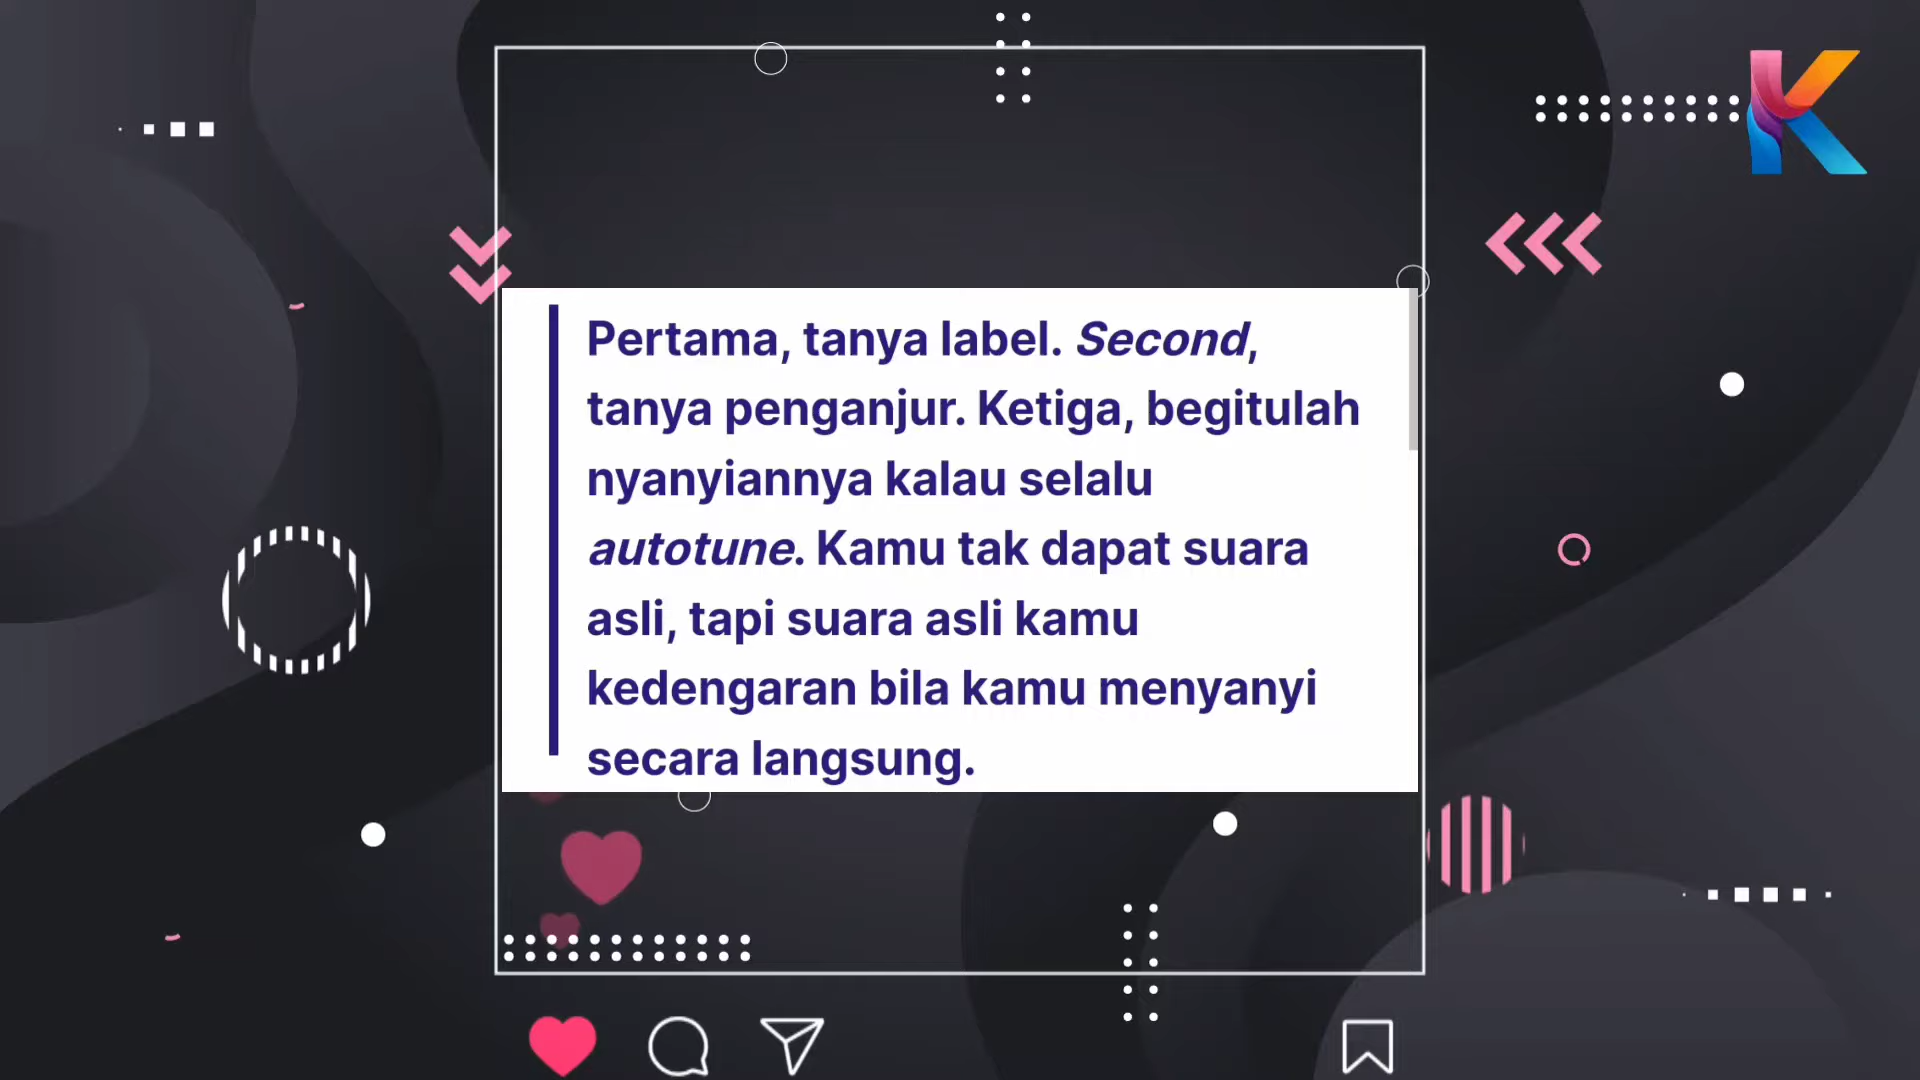 Pertama, tanya label. Second,
tanya penganjur. Ketiga, begitulah
nyanyiannya kalau selalu
autotune. Kamu tak dapat suara
asli, tapi suara asli kamu
kedengaran bila kamu menyanyi
secara langsung.